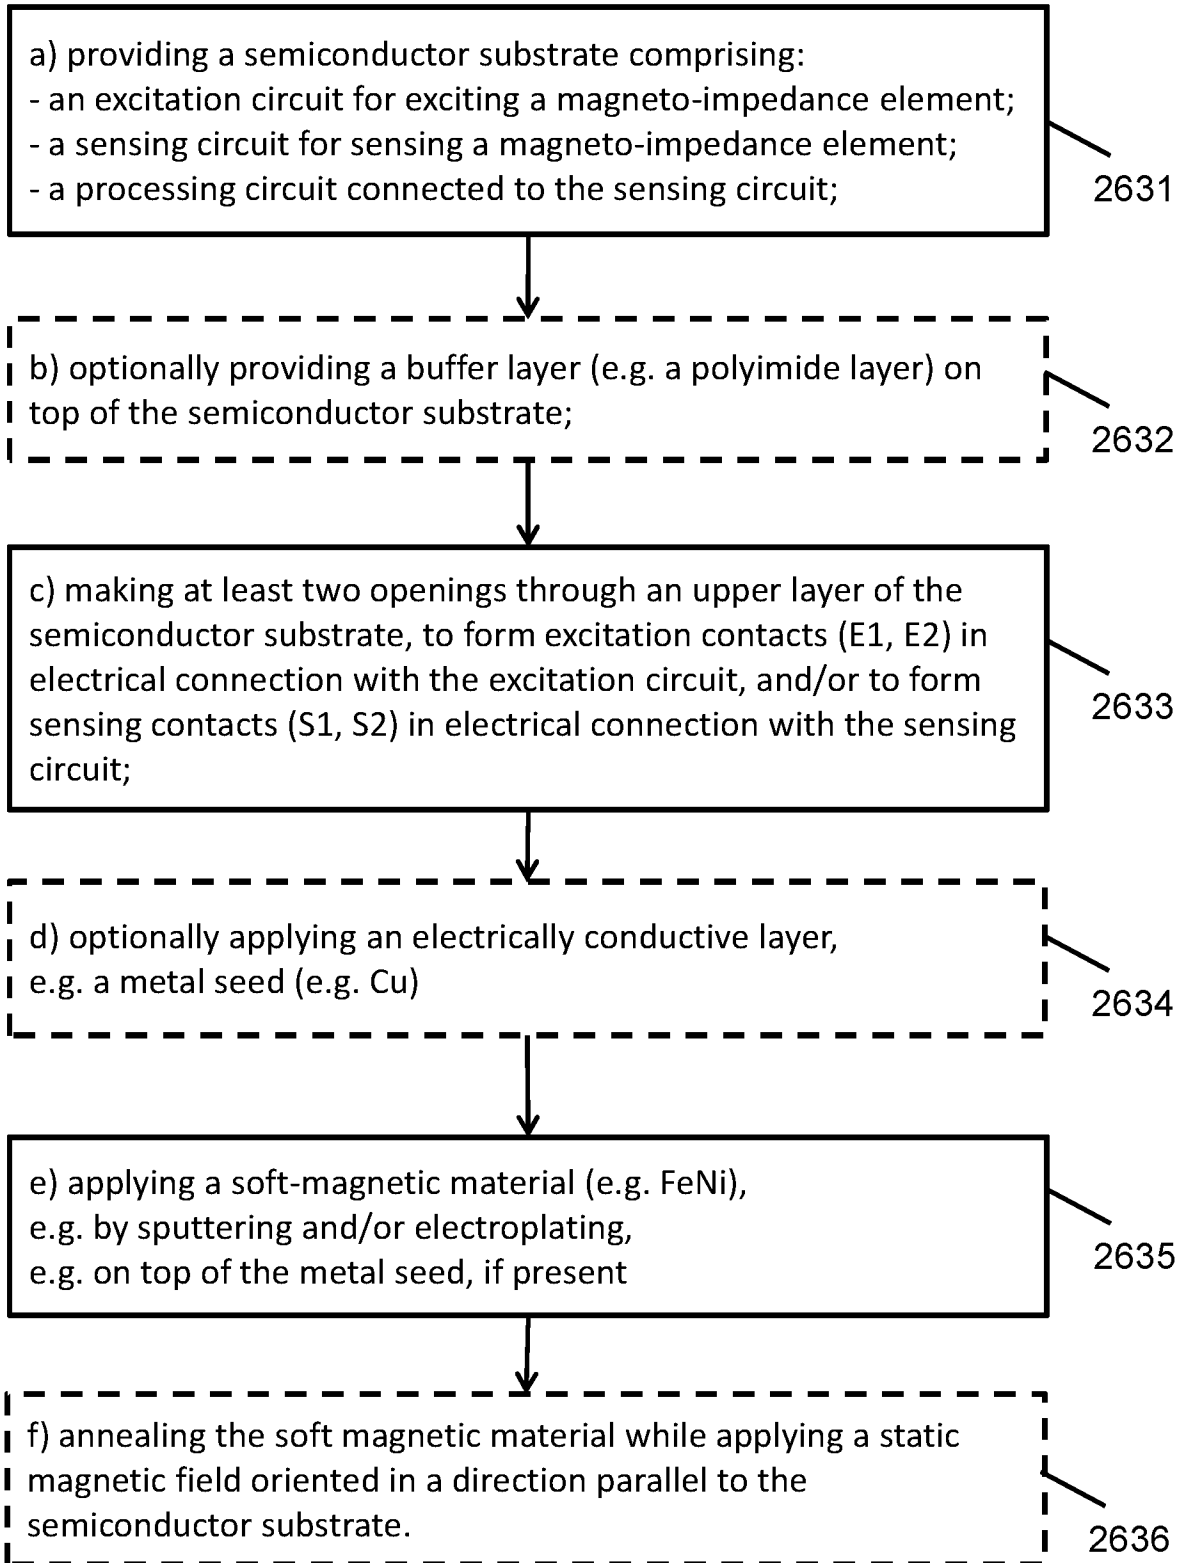 a) providing a semiconductor substrate comprising:
- an excitation circuit for exciting a magneto-impedance element;
- a sensing circuit for sensing a magneto-impedance element;
- a processing circuit connected to the sensing circuit;
2631
b) optionally providing a buffer layer (e.g. a polyimide layer) on
top of the semiconductor substrate;
2632
c) making at least two openings through an upper layer of the
semiconductor substrate, to form excitation contacts (E1, E2) in
electrical connection with the excitation circuit, and/or to form
sensing contacts (S1, S2) in electrical connection with the sensing
circuit;
2633
d) optionally applying an electrically conductive layer,
e.g. a metal seed (e.g. Cu)
2634
e) applying a soft-magnetic material (e.g. FeNi),
e.g. by sputtering and/or electroplating,
e.g. on top of the metal seed, if present
2635
f) annealing the soft magnetic material while applying a static
magnetic field oriented in a direction parallel to the
semiconductor substrate.
2636